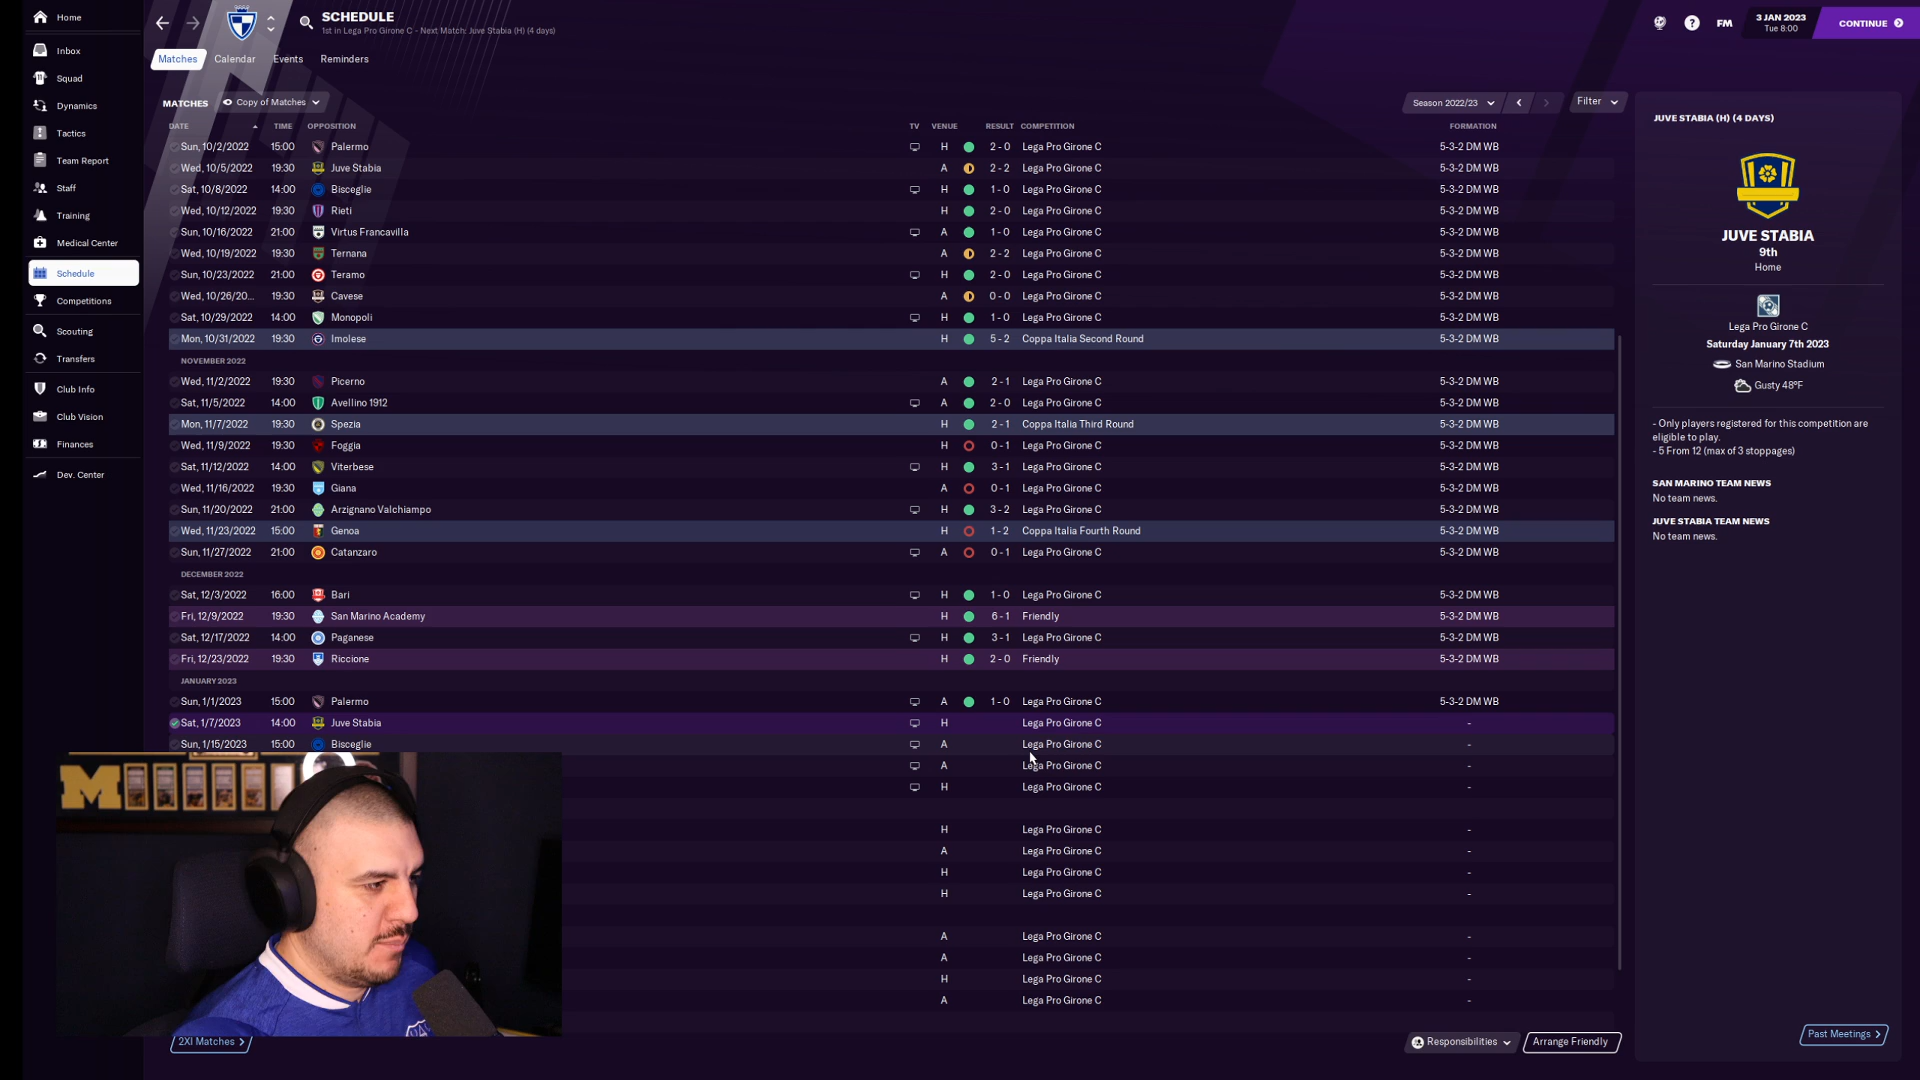 Home
Inbox
Squad
Dynamics
Tactics
Team Report
Staff
Training
Medical Center
Schedule
Competitions
Scouting
Transfers
Club Info
Club Vision
Finances
Dev. Center
SCHEDULE
1st in Lega Pro Girone C - Next Match: Juve Stabia (H) (4 days)
FM
3 JAN 2023
Tue 8:00
CONTINUE
Matches Calendar Events Reminders
MATCHES Copy of Matches
Season 2022/23
Filter
DATE TIME OPPOSITION TV VENUE RESULT COMPETITION FORMATION
Sun, 10/2/2022 15:00 Palermo H 2 - 0 Lega Pro Girone C 5-3-2 DM WB
Wed, 10/5/2022 19:30 Juve Stabia A 2 - 2 Lega Pro Girone C 5-3-2 DM WB
Sat, 10/8/2022 14:00 Bisceglie H 1 - 0 Lega Pro Girone C 5-3-2 DM WB
Wed, 10/12/2022 19:30 Rieti H 2 - 0 Lega Pro Girone C 5-3-2 DM WB
Sun, 10/16/2022 21:00 Virtus Francavilla A 1 - 0 Lega Pro Girone C 5-3-2 DM WB
Wed, 10/19/2022 19:30 Ternana A 2 - 2 Lega Pro Girone C 5-3-2 DM WB
Sun, 10/23/2022 21:00 Teramo H 2 - 0 Lega Pro Girone C 5-3-2 DM WB
Wed, 10/26/20... 19:30 Cavese A 0 - 0 Lega Pro Girone C 5-3-2 DM WB
Sat, 10/29/2022 14:00 Monopoli H 1 - 0 Lega Pro Girone C 5-3-2 DM WB
Mon, 10/31/2022 19:30 Imolese H 5 - 2 Coppa Italia Second Round 5-3-2 DM WB
NOVEMBER 2022
Wed, 11/2/2022 19:30 Picerno A 2 - 1 Lega Pro Girone C 5-3-2 DM WB
Sat, 11/5/2022 14:00 Avellino 1912 A 2 - 0 Lega Pro Girone C 5-3-2 DM WB
Mon, 11/7/2022 19:30 Spezia H 2 - 1 Coppa Italia Third Round 5-3-2 DM WB
Wed, 11/9/2022 19:30 Foggia H 0 - 1 Lega Pro Girone C 5-3-2 DM WB
Sat, 11/12/2022 14:00 Viterbese H 3 - 1 Lega Pro Girone C 5-3-2 DM WB
Wed, 11/16/2022 19:30 Giana A 0 - 1 Lega Pro Girone C 5-3-2 DM WB
Sun, 11/20/2022 21:00 Arzignano Valchiampo H 3 - 2 Lega Pro Girone C 5-3-2 DM WB
Wed, 11/23/2022 15:00 Genoa H 1 - 2 Coppa Italia Fourth Round 5-3-2 DM WB
Sun, 11/27/2022 21:00 Catanzaro A 0 - 1 Lega Pro Girone C 5-3-2 DM WB
DECEMBER 2022
Sat, 12/3/2022 16:00 Bari H 1 - 0 Lega Pro Girone C 5-3-2 DM WB
Fri, 12/9/2022 19:30 San Marino Academy H 6 - 1 Friendly 5-3-2 DM WB
Sat, 12/17/2022 14:00 Paganese H 3 - 1 Lega Pro Girone C 5-3-2 DM WB
Fri, 12/23/2022 19:30 Riccione H 2 - 0 Friendly 5-3-2 DM WB
JANUARY 2023
Sun, 1/1/2023 15:00 Palermo A 1 - 0 Lega Pro Girone C 5-3-2 DM WB
Sat, 1/7/2023 14:00 Juve Stabia H Lega Pro Girone C -
Sun, 1/15/2023 15:00 Bisceglie A Lega Pro Girone C -
A Lega Pro Girone C -
H Lega Pro Girone C -
H Lega Pro Girone C -
A Lega Pro Girone C -
H Lega Pro Girone C -
H Lega Pro Girone C -
A Lega Pro Girone C -
A Lega Pro Girone C -
H Lega Pro Girone C -
A Lega Pro Girone C -
M
2XI Matches
Responsibilities
Arrange Friendly
JUVE STABIA (H) (4 DAYS)
JUVE STABIA
9th
Home
Lega Pro Girone C
Saturday January 7th 2023
San Marino Stadium
Gusty 48°F
- Only players registered for this competition are
eligible to play.
- 5 From 12 (max of 3 stoppages)
SAN MARINO TEAM NEWS
No team news.
JUVE STABIA TEAM NEWS
No team news.
Past Meetings